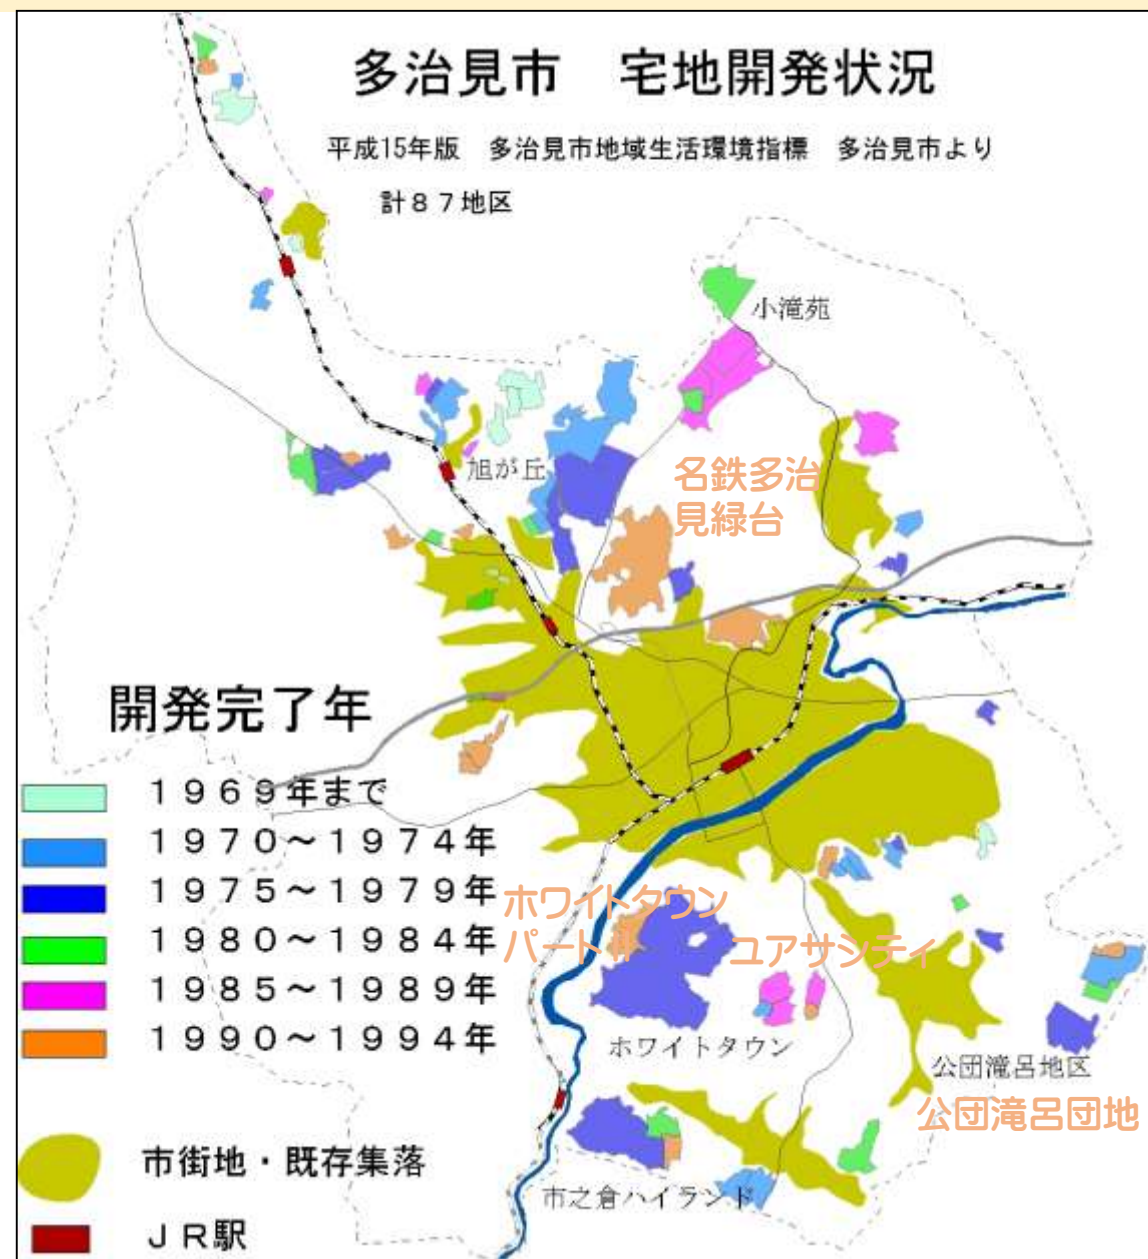 多治見市　宅地開発状況
平成15年版　多治見市地域生活環境指標　多治見市より
計８７地区
小滝苑
旭が丘
名鉄多治
見緑台
開発完了年
１９６９年まで
１９７０～１９７４年
１９７５～１９７９年
１９８０～１９８４年
１９８５～１９８９年
１９９０～１９９４年
ホワイトタウン
パートⅡ
ユアサシティ
ホワイトタウン
公団滝呂地区
公団滝呂団地
市之倉ハイランド
市街地・既存集落
ＪＲ駅